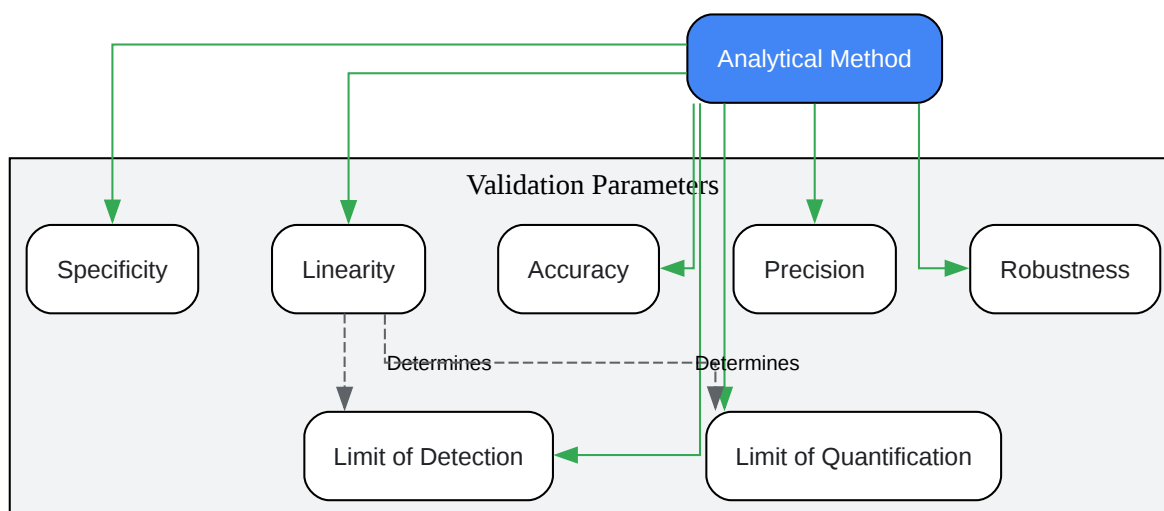 Analytical Method
Validation Parameters
Specificity
Linearity
Accuracy
Precision
Robustness
Determines
Determines
Limit of Detection
Limit of Quantification